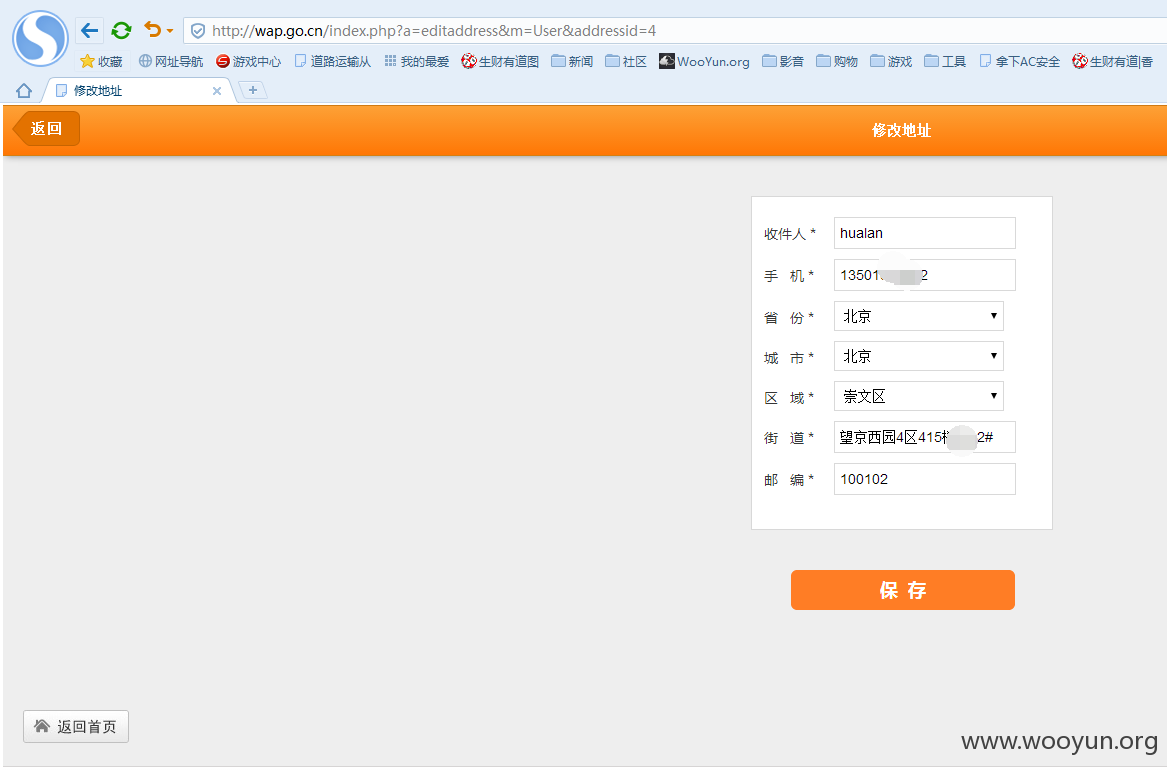 http://wap.go.cn/index.php?a=editaddress&m=User&addressid=4
收藏 网址导航 游戏中心 道路运输从 我的最爱 生财有道图 新闻 社区 WooYun.org 影音 购物 游戏 工具 拿下AC安全 生财有道|香
修改地址
返回 修改地址
收件人 * hualan
手 机 * 13501 2
省 份 * 北京
城 市 * 北京
区 域 * 崇文区
街 道 * 望京西园4区415 2#
邮 编 * 100102
保 存
返回首页
www.wooyun.org